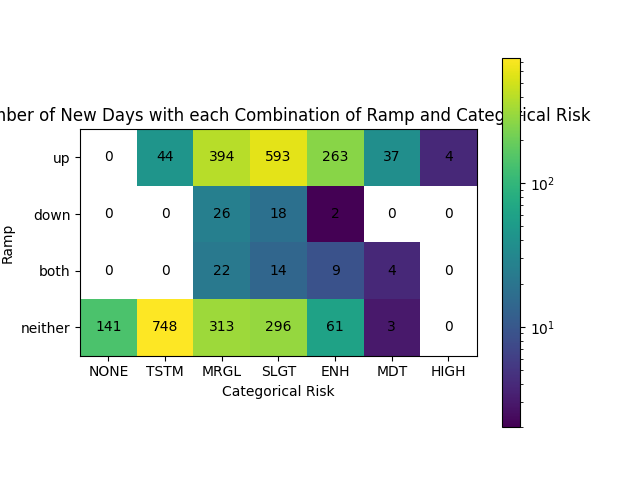 mber of New Days with each Combination of Ramp and Categorical Risk
up 0 44 394 593 263 37 4
down 0 0 26 18 2 0 0
both 0 0 22 14 9 4 0
neither 141 748 313 296 61 3 0
NONE TSTM MRGL SLGT ENH MDT HIGH
Categorical Risk
Ramp
10²
10¹